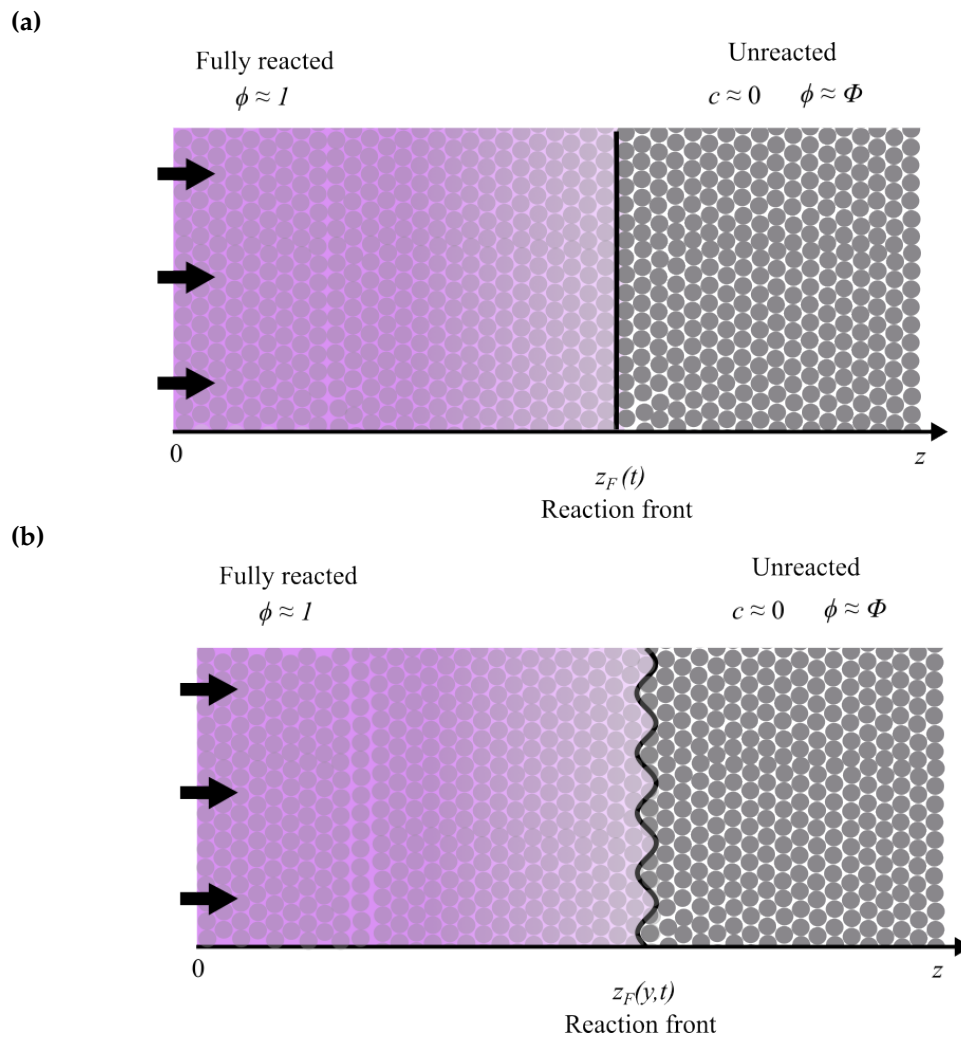 (a)
Fully reacted
ϕ ≈ 1
Unreacted
c ≈ 0 ϕ ≈ Φ
0
z
z_F (t)
Reaction front
(b)
Fully reacted
ϕ ≈ 1
Unreacted
c ≈ 0 ϕ ≈ Φ
0
z
z_F(y,t)
Reaction front